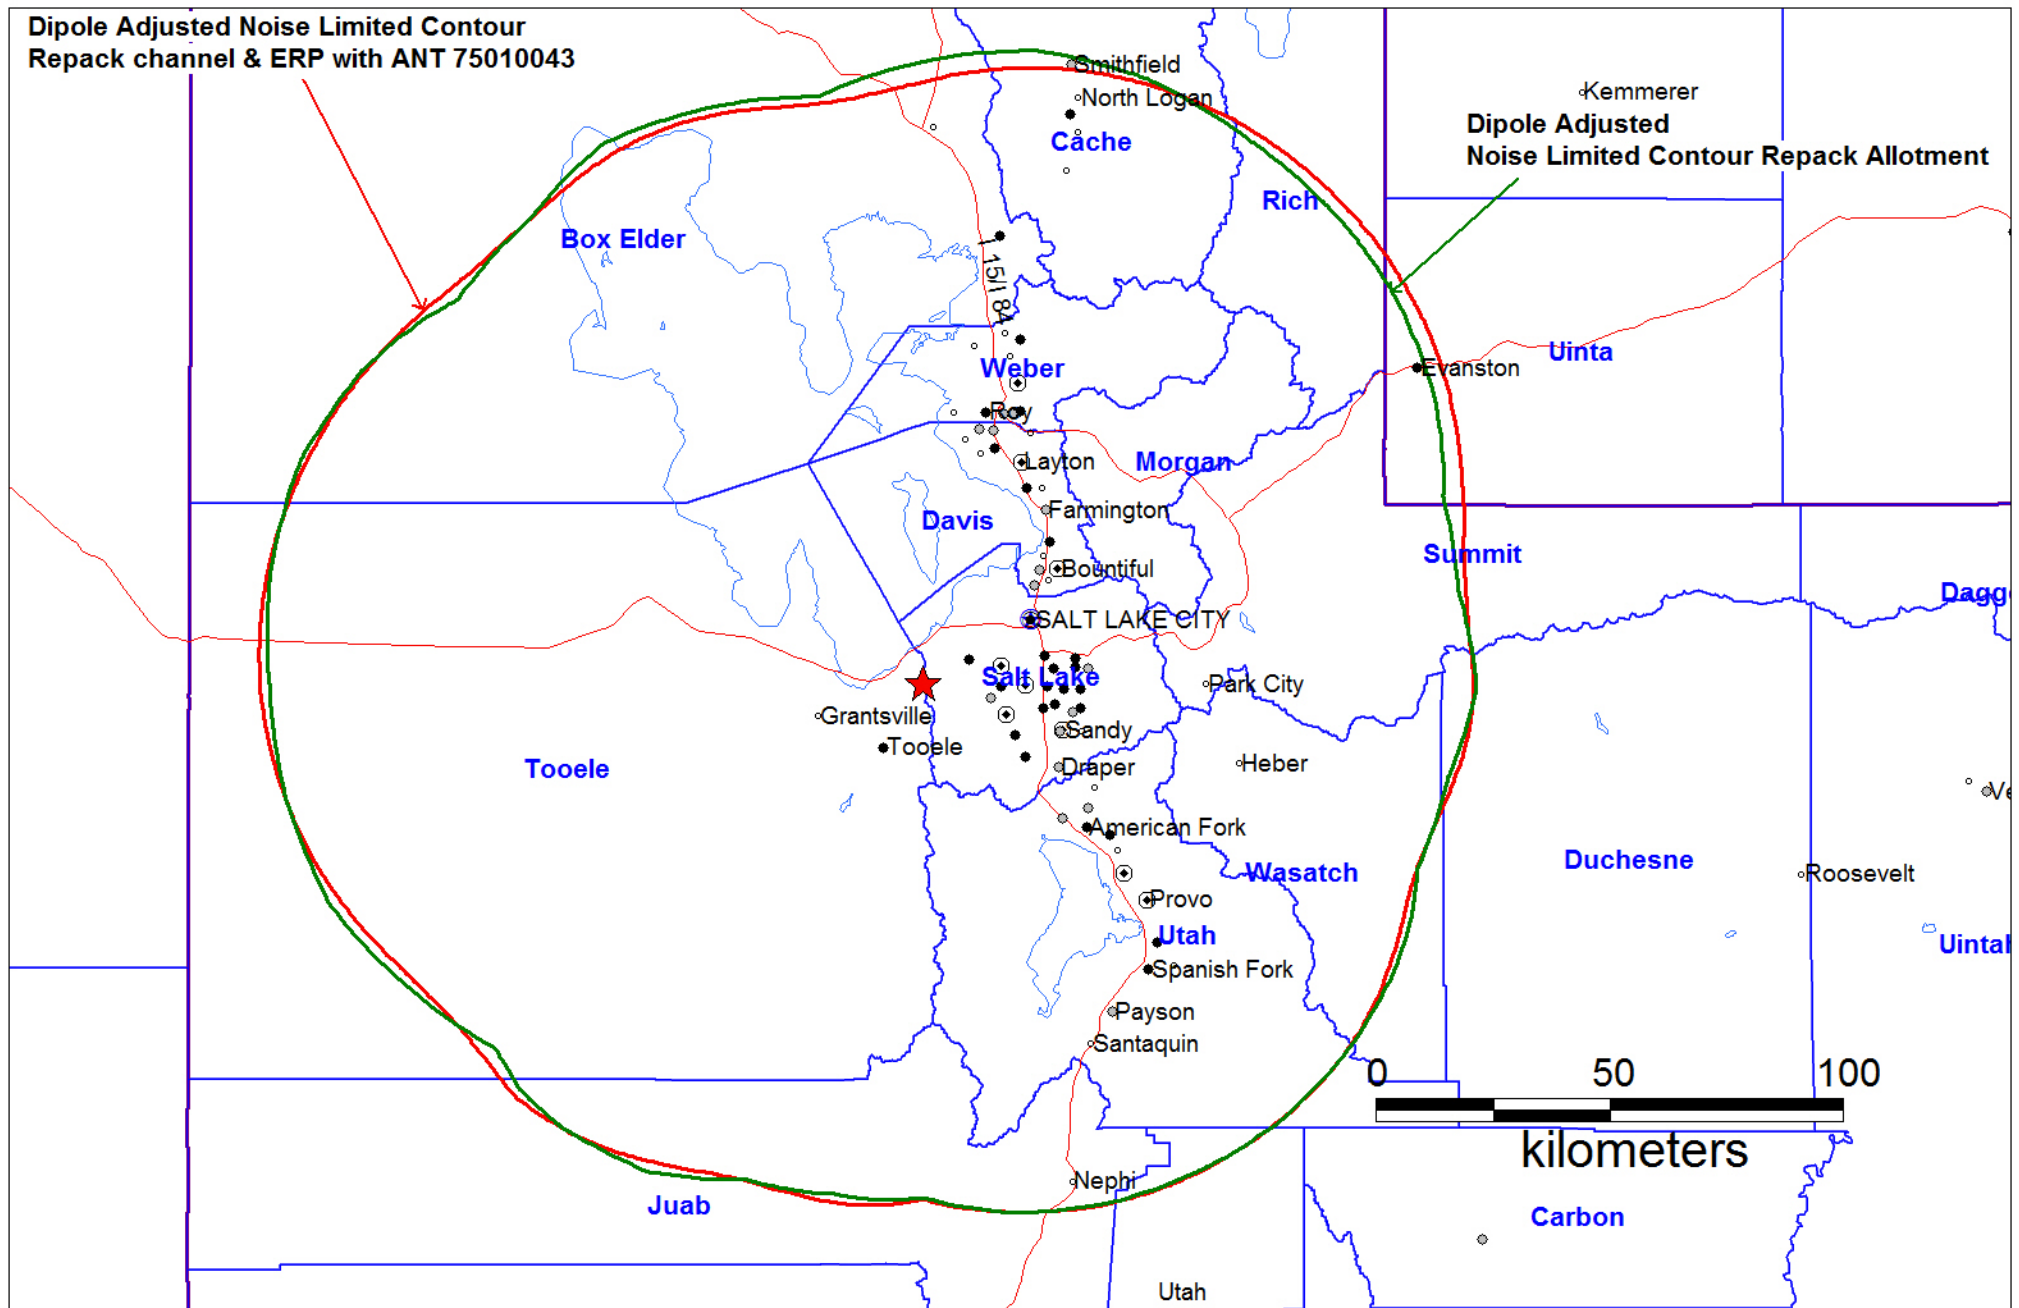 Dipole Adjusted Noise Limited Contour
Repack channel & ERP with ANT 75010043
Smithfield
North Logan
Cache
Kemmerer
Dipole Adjusted
Noise Limited Contour Repack Allotment
Rich
Box Elder
I 15/I 84
Weber
Uinta
Evanston
Roy
Layton
Morgan
Farmington
Davis
Summit
Bountiful
Dagge
SALT LAKE CITY
Salt Lake
Park City
Grantsville
Sandy
Tooele
Tooele
Draper
Heber
Ve
American Fork
Duchesne
Wasatch
Roosevelt
Provo
Utah
Uintah
Spanish Fork
Payson
Santaquin
0 50 100
kilometers
Nephi
Juab
Carbon
Utah